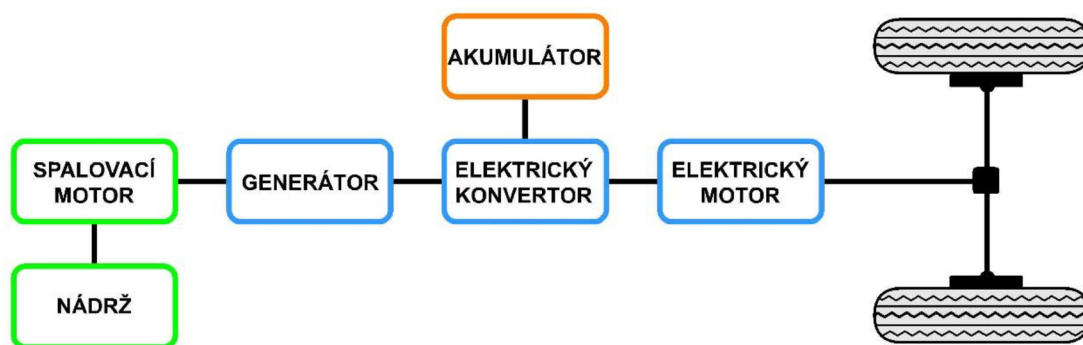 AKUMULÁTOR
SPALOVACÍ
MOTOR
GENERÁTOR
ELEKTRICKÝ
KONVERTOR
ELEKTRICKÝ
MOTOR
NÁDRŽ